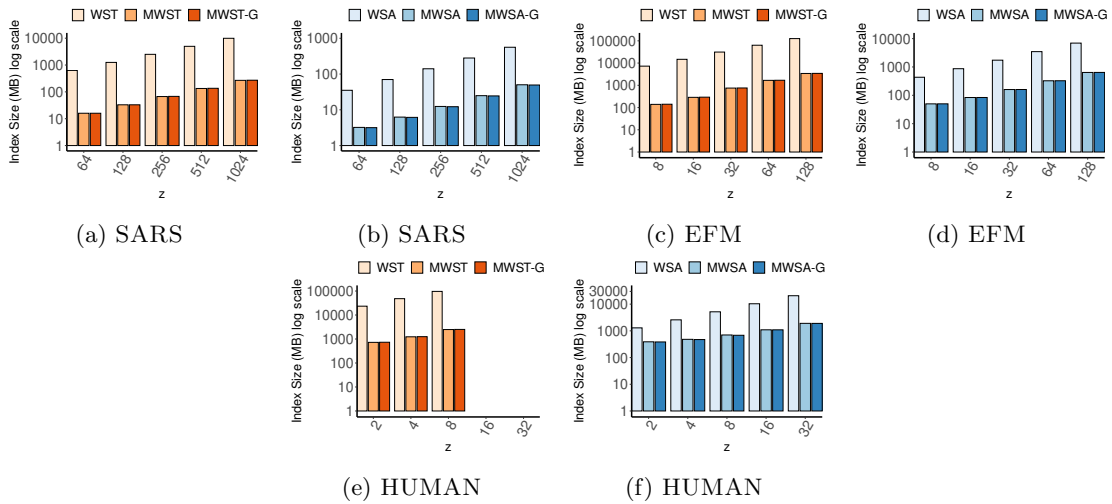 WST MWST MWST-G
Index Size (MB) log scale
10000
1000
100
10
1
64 128 256 512 1024
z
(a) SARS
WSA MWSA MWSA-G
Index Size (MB) log scale
1000
100
10
1
64 128 256 512 1024
z
(b) SARS
WST MWST MWST-G
Index Size (MB) log scale
100000
10000
1000
100
10
1
8 16 32 64 128
z
(c) EFM
WSA MWSA MWSA-G
Index Size (MB) log scale
10000
1000
100
10
1
8 16 32 64 128
z
(d) EFM
WST MWST MWST-G
Index Size (MB) log scale
100000
10000
1000
100
10
1
2 4 8 16 32
z
(e) HUMAN
WSA MWSA MWSA-G
Index Size (MB) log scale
30000
10000
1000
100
10
1
2 4 8 16 32
z
(f) HUMAN